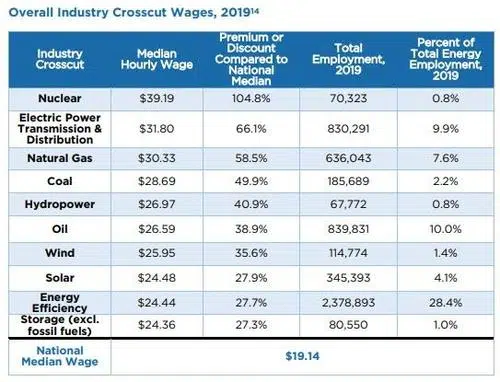 Overall Industry Crosscut Wages, 2019¹⁴
Industry Crosscut | Median Hourly Wage | Premium or Discount Compared to National Median | Total Employment, 2019 | Percent of Total Energy Employment, 2019
Nuclear | $39.19 | 104.8% | 70,323 | 0.8%
Electric Power Transmission & Distribution | $31.80 | 66.1% | 830,291 | 9.9%
Natural Gas | $30.33 | 58.5% | 636,043 | 7.6%
Coal | $28.69 | 49.9% | 185,689 | 2.2%
Hydropower | $26.97 | 40.9% | 67,772 | 0.8%
Oil | $26.59 | 38.9% | 839,831 | 10.0%
Wind | $25.95 | 35.6% | 114,774 | 1.4%
Solar | $24.48 | 27.9% | 345,393 | 4.1%
Energy Efficiency | $24.44 | 27.7% | 2,378,893 | 28.4%
Storage (excl. fossil fuels) | $24.36 | 27.3% | 80,550 | 1.0%
National Median Wage | $19.14